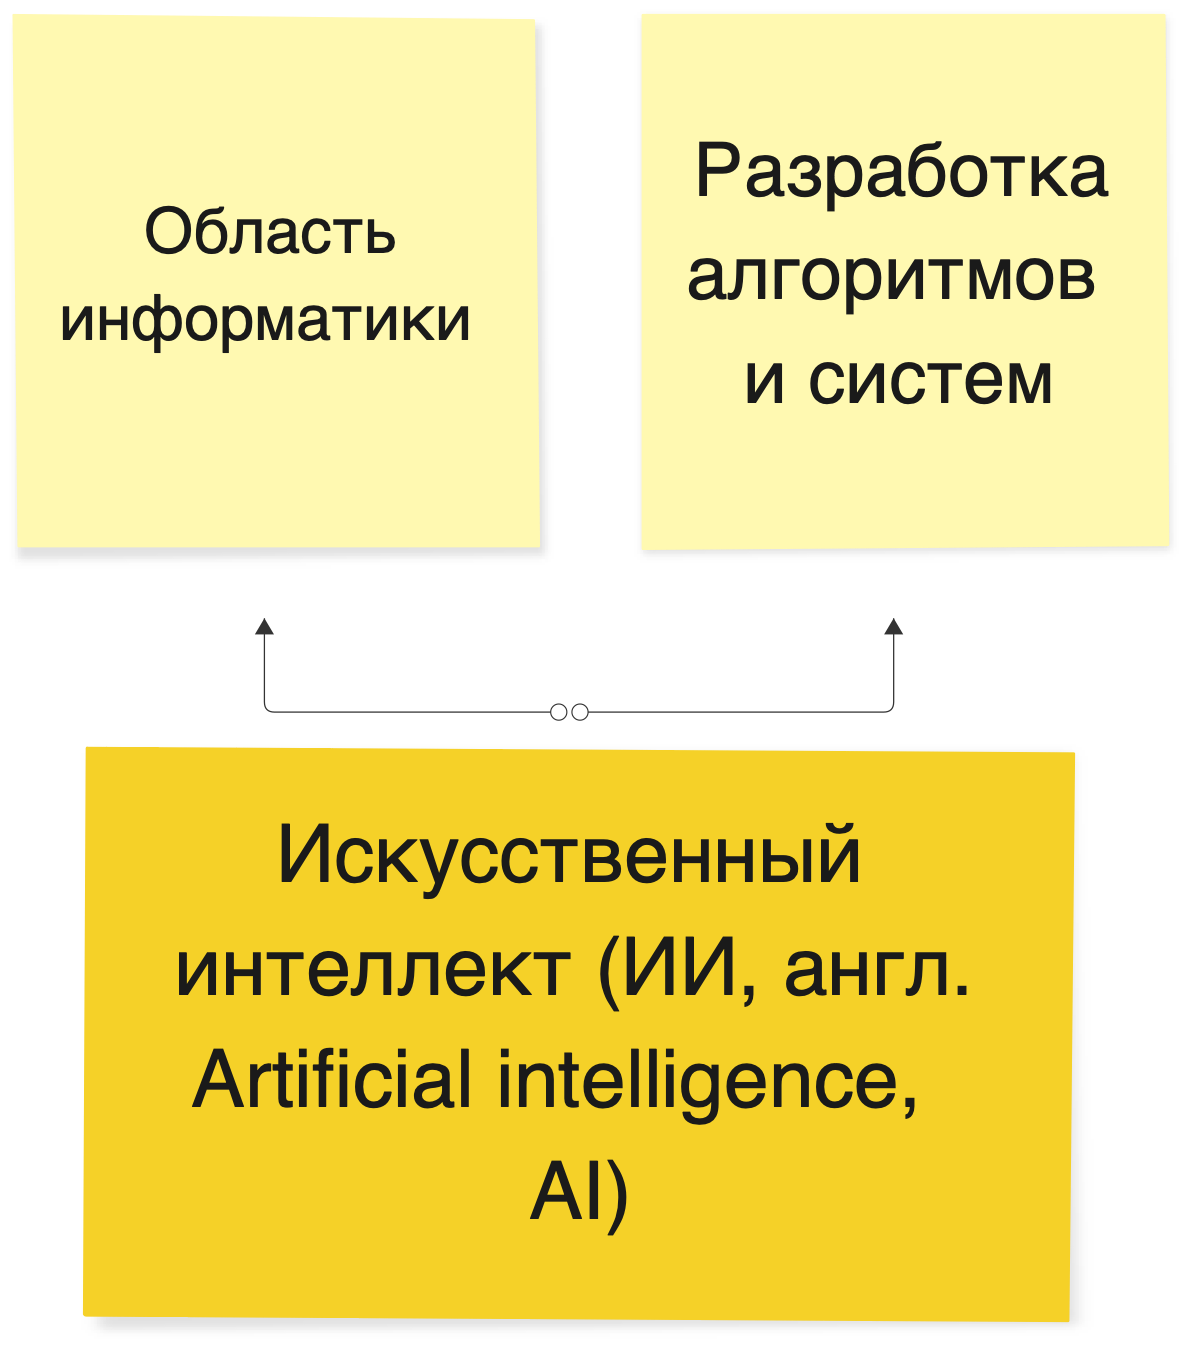 Область
информатики
Разработка
алгоритмов
и систем
Искусственный
интеллект (ИИ, англ.
Artificial intelligence,
AI)